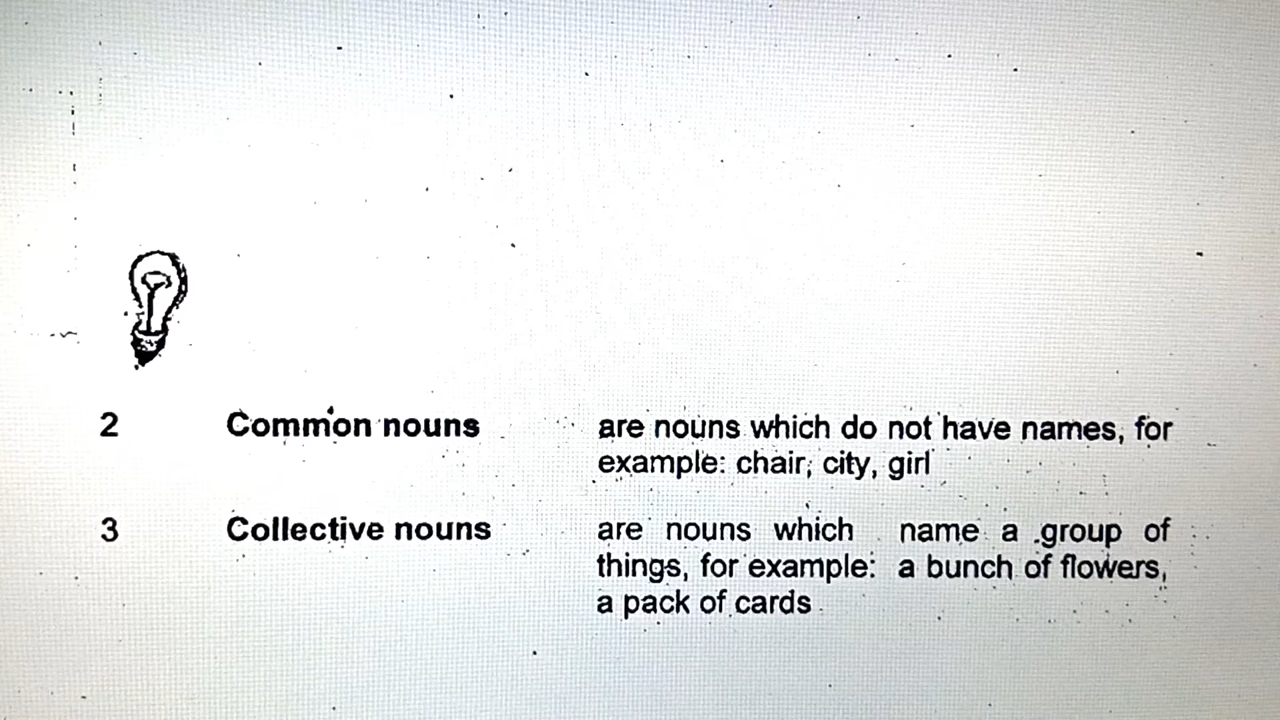 2 Common nouns are nouns which do not have names, for
example: chair, city, girl
3 Collective nouns are nouns which name a group of
things, for example: a bunch of flowers,
a pack of cards